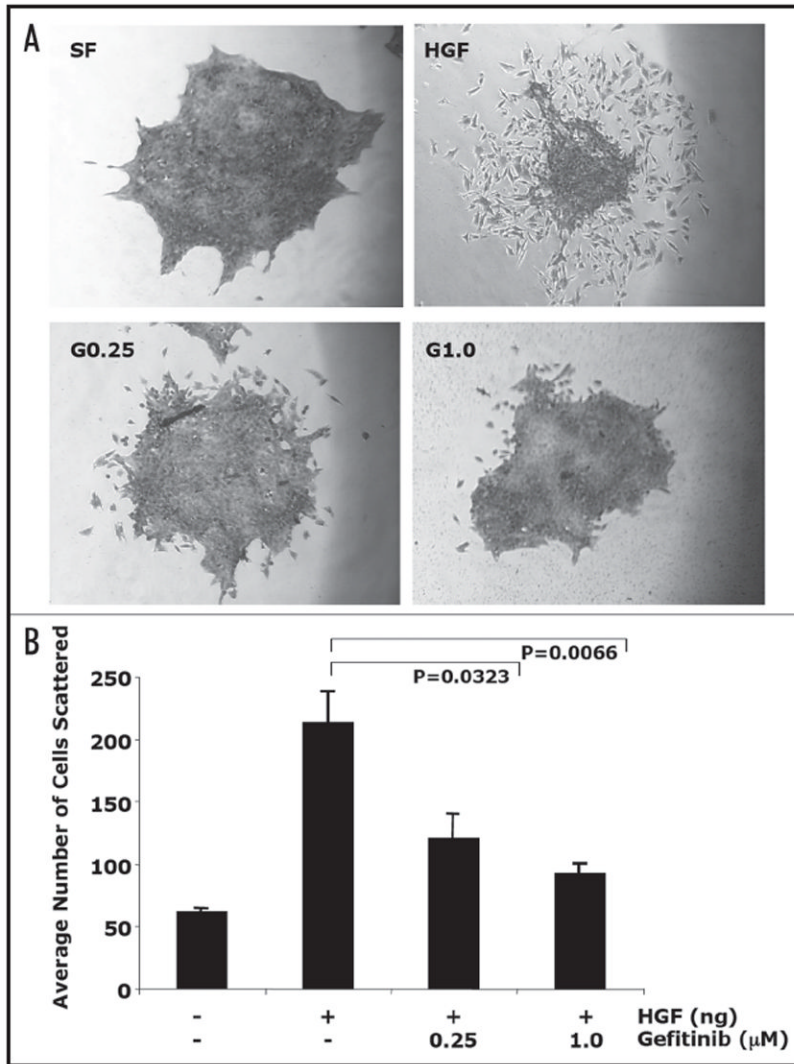 A
SF
HGF
G0.25
G1.0
B
P=0.0066
P=0.0323
Average Number of Cells Scattered
250
200
150
100
50
0
- + + + HGF (ng)
- - 0.25 1.0 Gefitinib (μM)